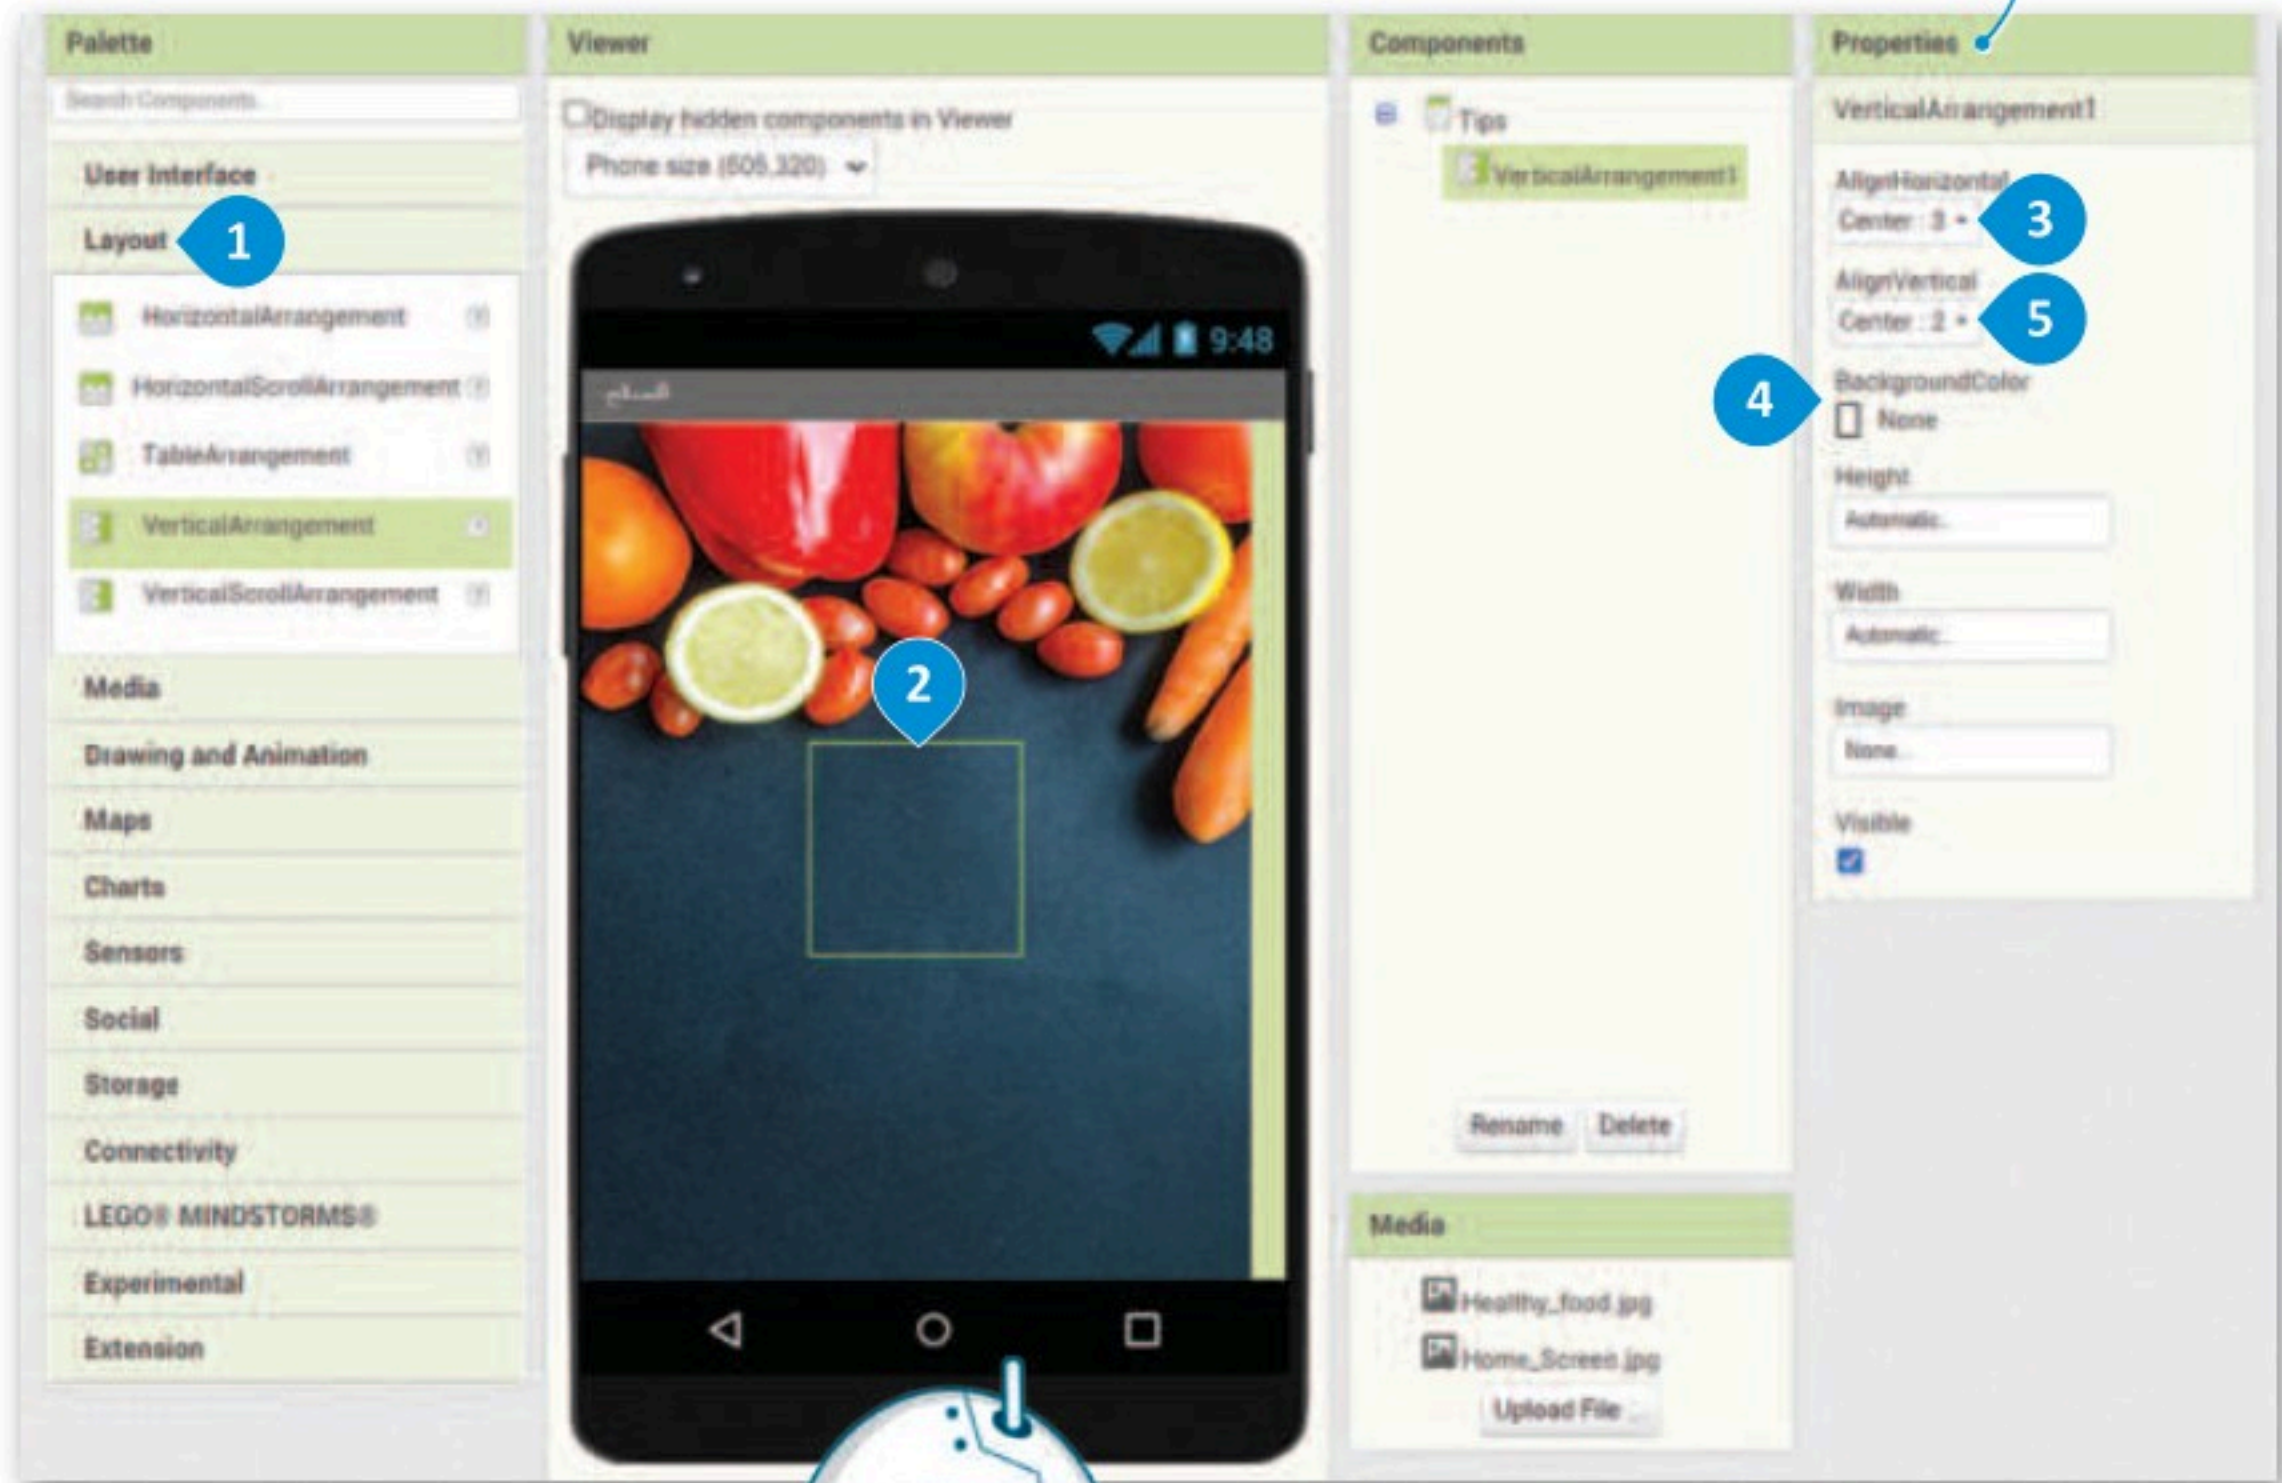 Palette
Search Components...
User Interface
Layout
1
HorizontalArrangement
HorizontalScrollArrangement
TableArrangement
VerticalArrangement
VerticalScrollArrangement
Media
Drawing and Animation
Maps
Charts
Sensors
Social
Storage
Connectivity
LEGO® MINDSTORMS®
Experimental
Extension
Viewer
Display hidden components in Viewer
Phone size (505,320)
9:48
2
Components
Tips
VerticalArrangement1
Rename
Delete
Media
Healthy_food.jpg
Home_Screen.jpg
Upload File ...
Properties
VerticalArrangement1
AlignHorizontal
Center : 3
3
AlignVertical
Center : 2
5
4
BackgroundColor
None
Height
Automatic...
Width
Automatic...
Image
None...
Visible